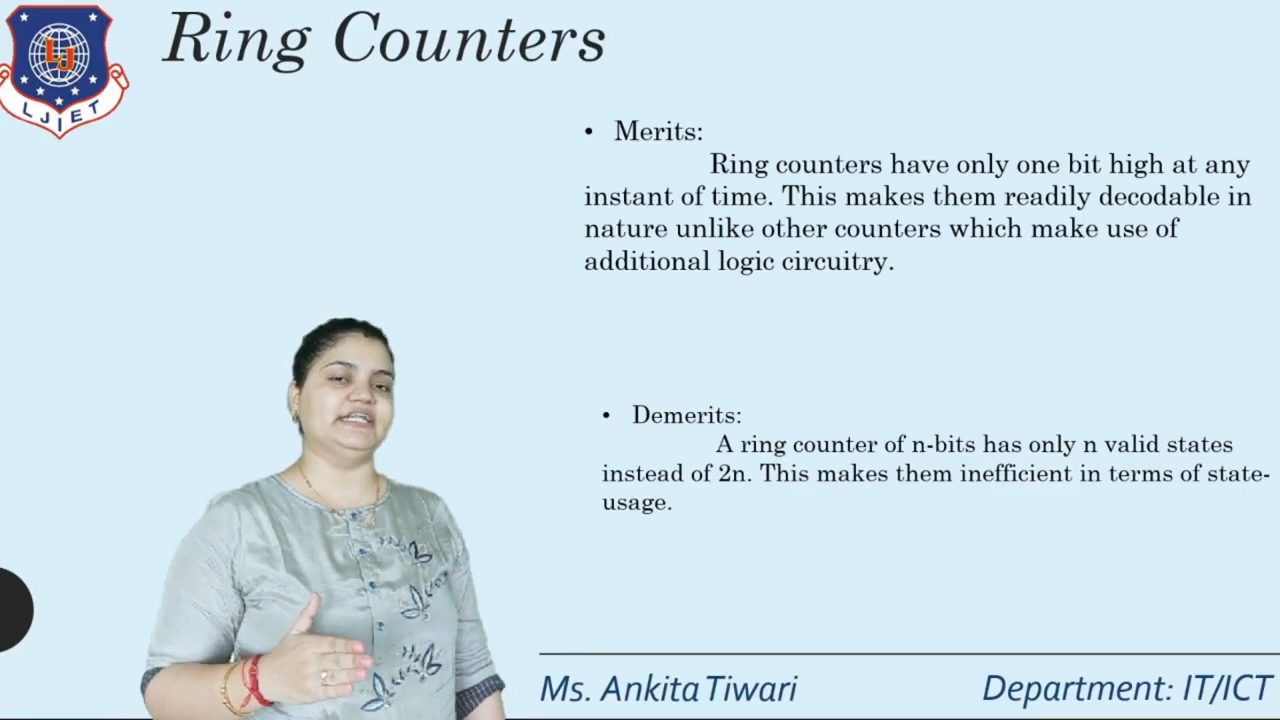 Ring Counters
LJ
LJIET
• Merits:
Ring counters have only one bit high at any
instant of time. This makes them readily decodable in
nature unlike other counters which make use of
additional logic circuitry.
• Demerits:
A ring counter of n-bits has only n valid states
instead of 2n. This makes them inefficient in terms of state-
usage.
Ms. Ankita Tiwari
Department: IT/ICT